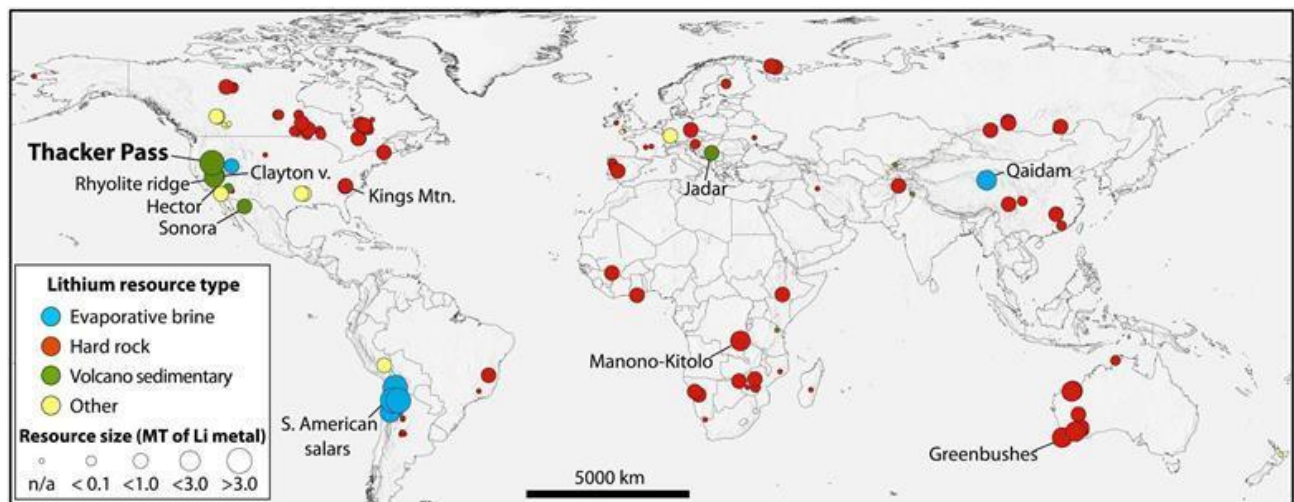 Thacker Pass
Rhyolite ridge
Clayton v.
Hector
Sonora
Kings Mtn.
Jadar
Qaidam
Manono-Kitolo
S. American
salars
Greenbushes
Lithium resource type
Evaporative brine
Hard rock
Volcano sedimentary
Other
Resource size (MT of Li metal)
n/a < 0.1 <1.0 <3.0 >3.0
5000 km